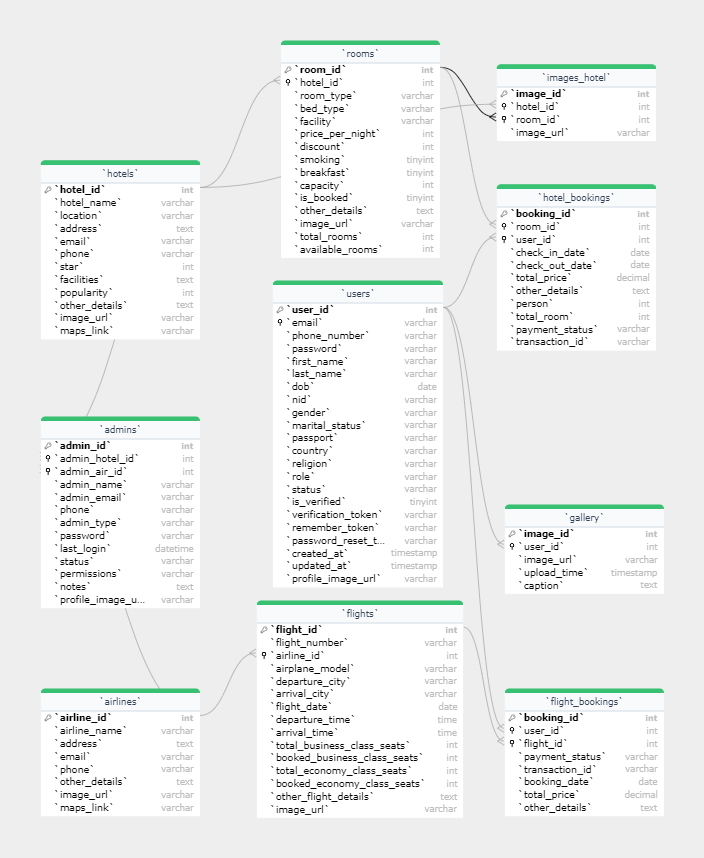 `rooms`
`room_id` int
`hotel_id` int
`room_type` varchar
`bed_type` varchar
`facility` varchar
`price_per_night` int
`discount` int
`smoking` tinyint
`breakfast` tinyint
`capacity` int
`is_booked` tinyint
`other_details` text
`image_url` varchar
`total_rooms` int
`available_rooms` int
`images_hotel`
`image_id` int
`hotel_id` int
`room_id` int
`image_url` varchar
`hotels`
`hotel_id` int
`hotel_name` varchar
`location` varchar
`address` text
`email` varchar
`phone` varchar
`star` int
`facilities` text
`popularity` int
`other_details` text
`image_url` varchar
`maps_link` varchar
`hotel_bookings`
`booking_id` int
`room_id` int
`user_id` int
`check_in_date` date
`check_out_date` date
`total_price` decimal
`other_details` text
`person` int
`total_room` int
`payment_status` varchar
`transaction_id` varchar
`users`
`user_id` int
`email` varchar
`phone_number` varchar
`password` varchar
`first_name` varchar
`last_name` varchar
`dob` date
`nid` varchar
`gender` varchar
`marital_status` varchar
`passport` varchar
`country` varchar
`religion` varchar
`role` varchar
`status` varchar
`is_verified` tinyint
`verification_token` varchar
`remember_token` varchar
`password_reset_t... varchar
`created_at` timestamp
`updated_at` timestamp
`profile_image_url` varchar
`admins`
`admin_id` int
`admin_hotel_id` int
`admin_air_id` int
`admin_name` varchar
`admin_email` varchar
`phone` varchar
`admin_type` varchar
`password` varchar
`last_login` datetime
`status` varchar
`permissions` varchar
`notes` text
`profile_image_u... varchar
`gallery`
`image_id` int
`user_id` int
`image_url` varchar
`upload_time` timestamp
`caption` text
`flights`
`flight_id` int
`flight_number` varchar
`airline_id` int
`airplane_model` varchar
`departure_city` varchar
`arrival_city` varchar
`flight_date` date
`departure_time` time
`arrival_time` time
`total_business_class_seats` int
`booked_business_class_seats` int
`total_economy_class_seats` int
`booked_economy_class_seats` int
`other_flight_details` text
`image_url` varchar
`airlines`
`airline_id` int
`airline_name` varchar
`address` text
`email` varchar
`phone` varchar
`other_details` text
`image_url` varchar
`maps_link` varchar
`flight_bookings`
`booking_id` int
`user_id` int
`flight_id` int
`payment_status` varchar
`transaction_id` varchar
`booking_date` date
`total_price` decimal
`other_details` text